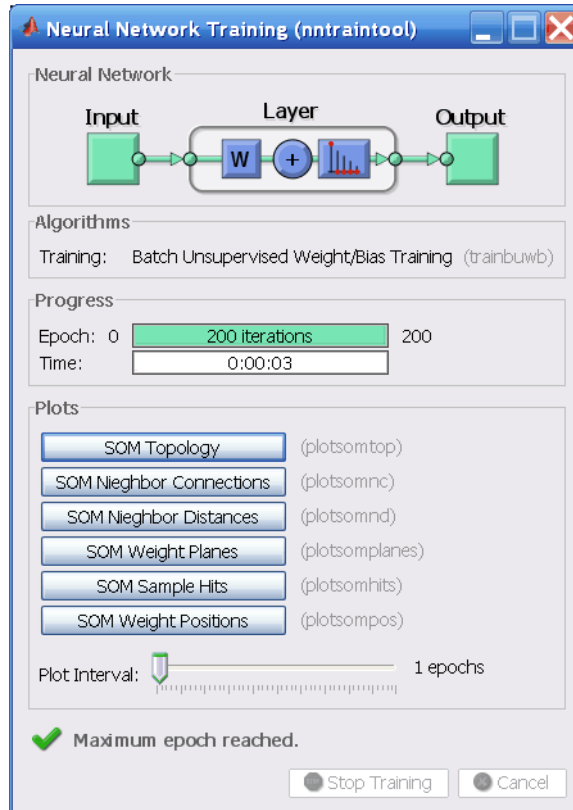 Neural Network Training (nntraintool)
Neural Network
Input Layer Output
W +
Algorithms
Training: Batch Unsupervised Weight/Bias Training (trainbuwb)
Progress
Epoch: 0 200 iterations 200
Time: 0:00:03
Plots
SOM Topology (plotsomtop)
SOM Nieghbor Connections (plotsomnc)
SOM Nieghbor Distances (plotsomnd)
SOM Weight Planes (plotsomplanes)
SOM Sample Hits (plotsomhits)
SOM Weight Positions (plotsompos)
Plot Interval: 1 epochs
Maximum epoch reached.
Stop Training Cancel